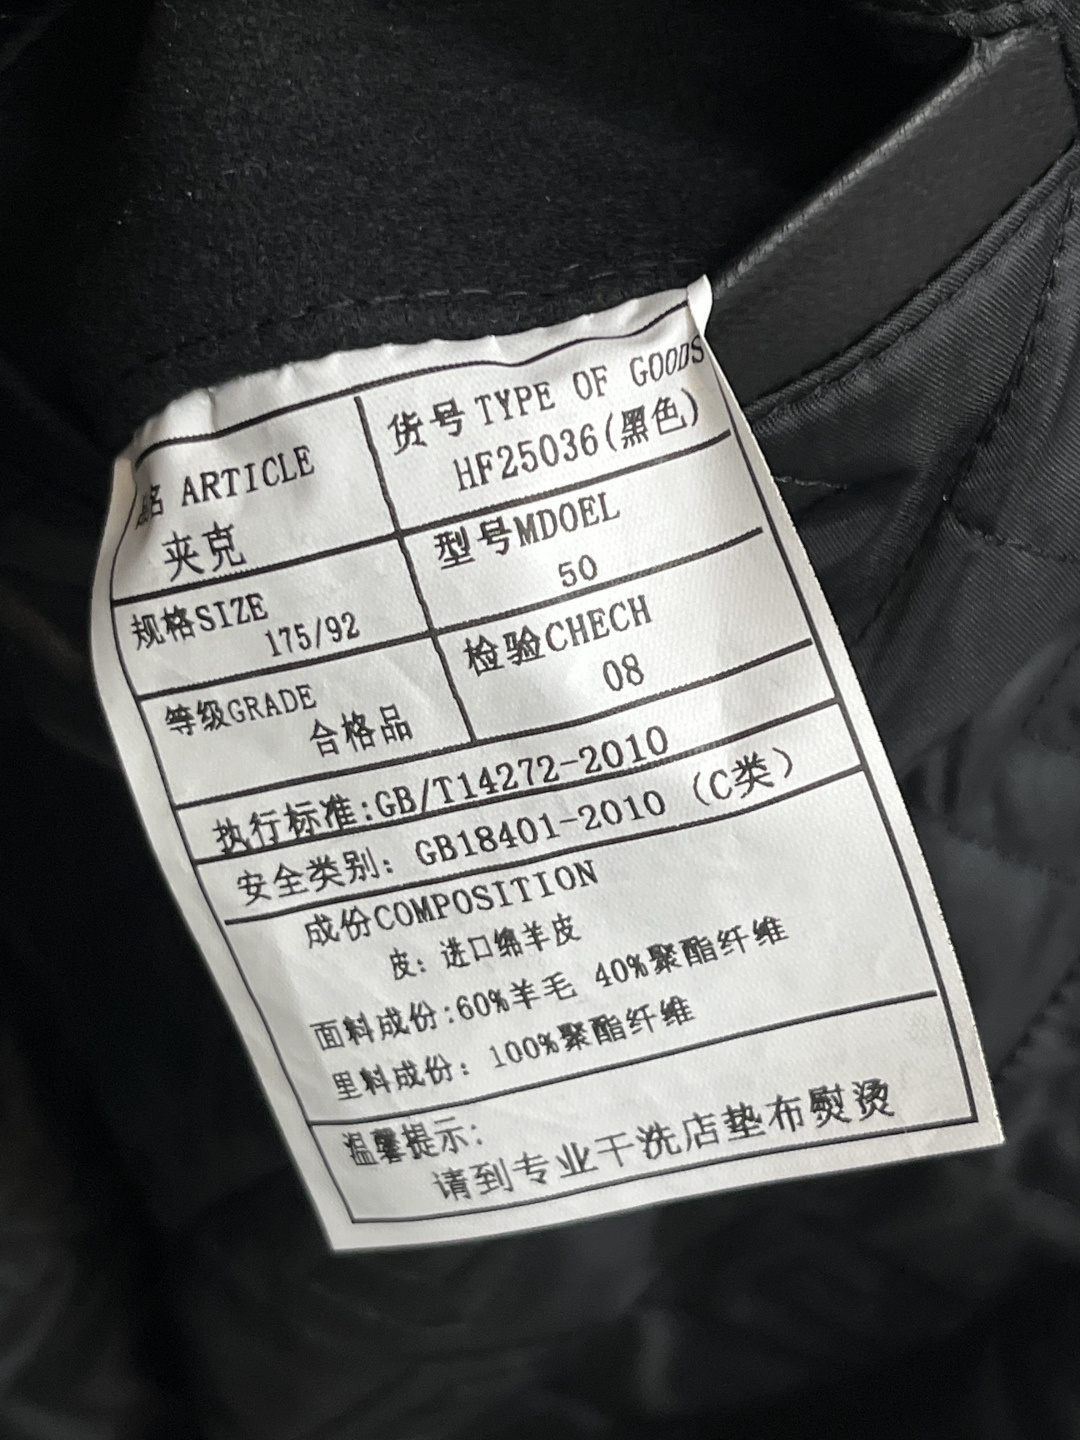 品名 ARTICLE
夹克
货号 TYPE OF GOODS
HF25036(黑色)
规格SIZE
175/92
型号MDOEL
50
等级GRADE
合格品
检验CHECH
08
执行标准:GB/T14272-2010
安全类别: GB18401-2010 (C类)
成份COMPOSITION
皮: 进口绵羊皮
面料成份:60%羊毛 40%聚酯纤维
里料成份: 100%聚酯纤维
温馨提示:
请到专业干洗店垫布熨烫